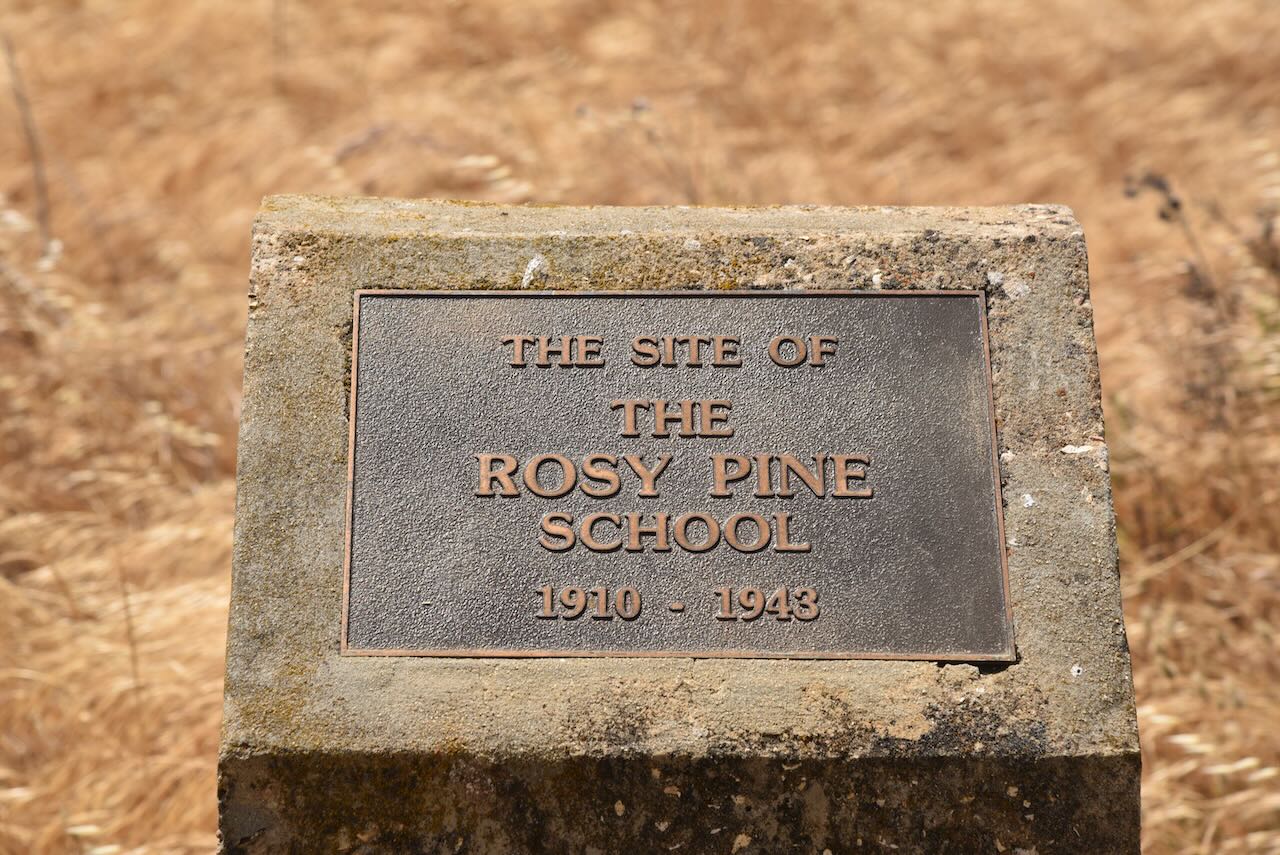 THE SITE OF
THE
ROSY PINE
SCHOOL
1910 - 1943